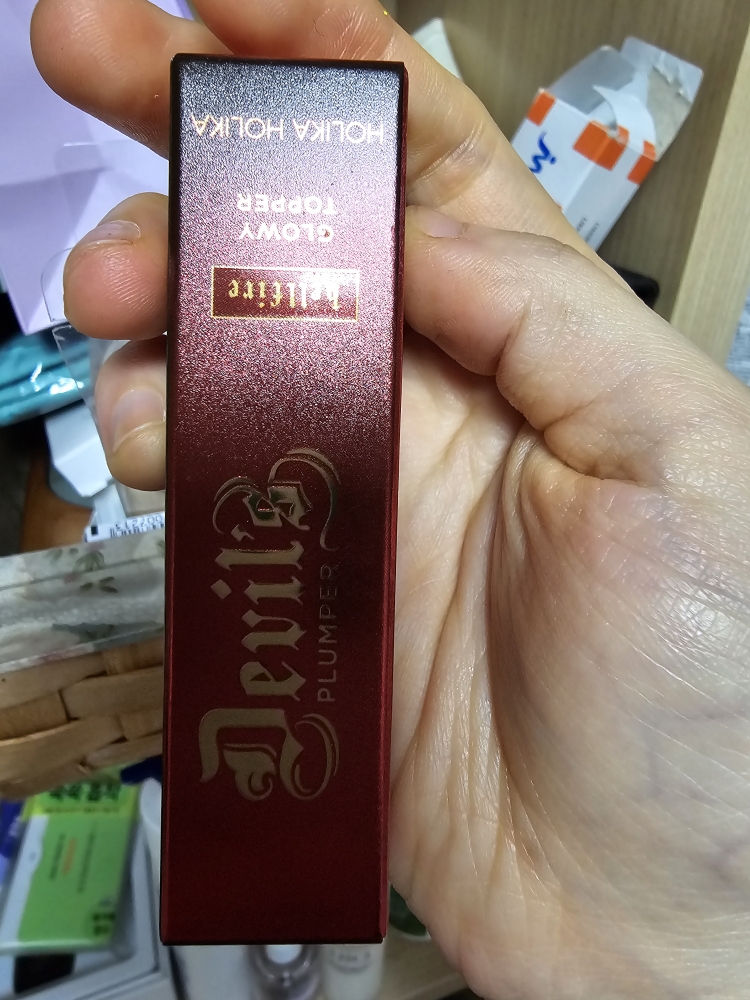 HOLIKA HOLIKA
GLOWY
TOPPER
hellfire
Devil's
PLUMPER